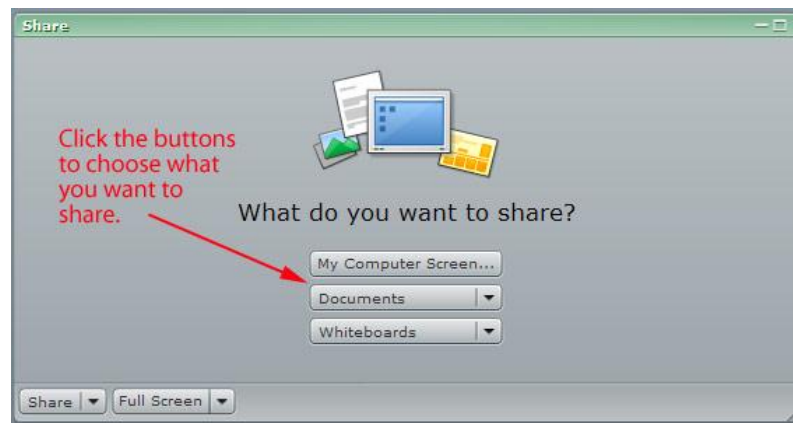 Share
Click the buttons
to choose what
you want to
share.
What do you want to share?
My Computer Screen...
Documents
Whiteboards
Share
Full Screen